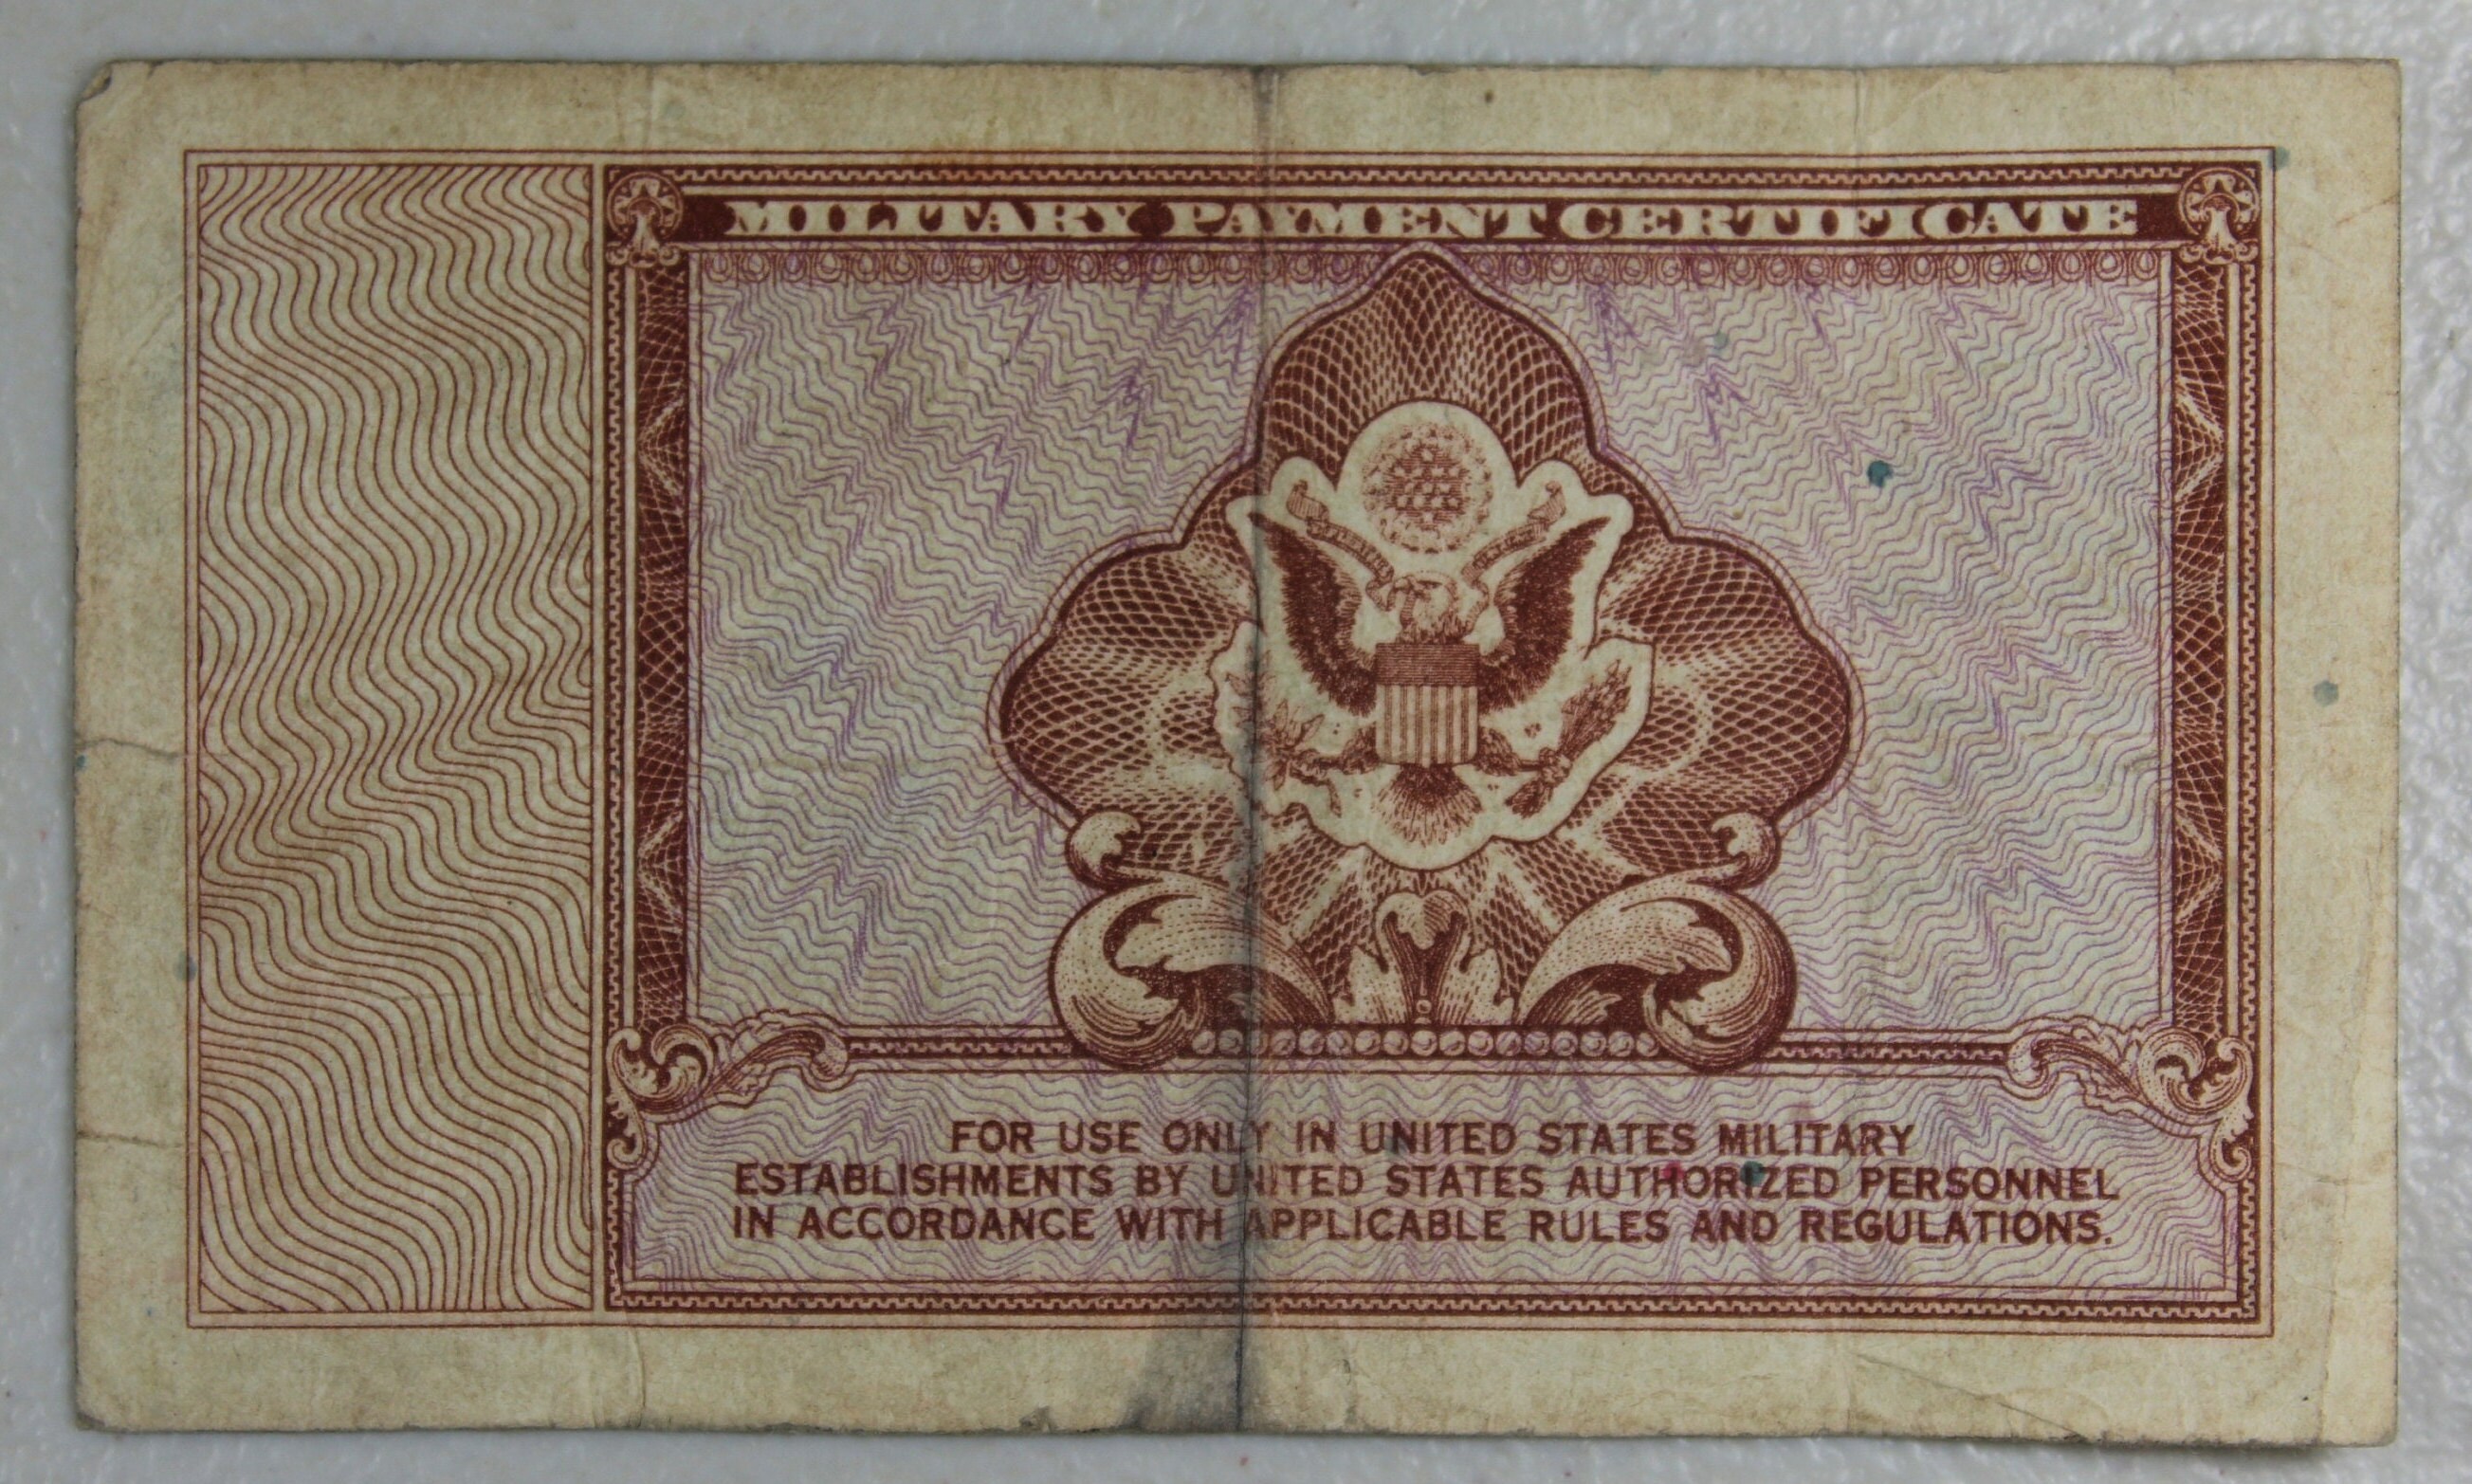 MILITARY PAYMENT CERTIFICATE
FOR USE ONLY IN UNITED STATES MILITARY
ESTABLISHMENTS BY UNITED STATES AUTHORIZED PERSONNEL
IN ACCORDANCE WITH APPLICABLE RULES AND REGULATIONS.